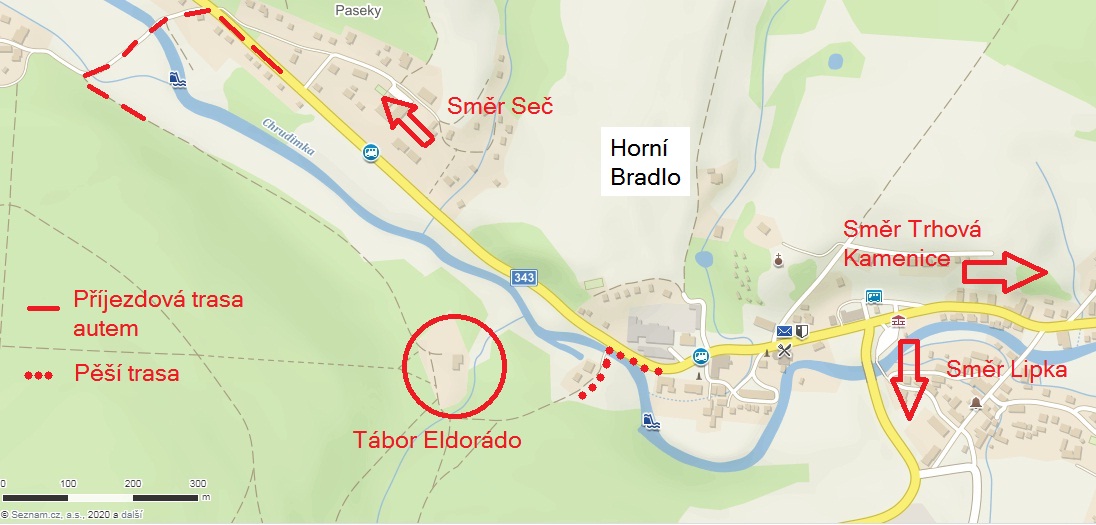 Paseky
Směr Seč
Chrudimka
Horní
Bradlo
Směr Trhová
Kamenice
343
Příjezdová trasa
autem
Pěší trasa
Směr Lipka
Tábor Eldorádo
0 100 200 300
m
© Seznam.cz, a.s., 2020 a další